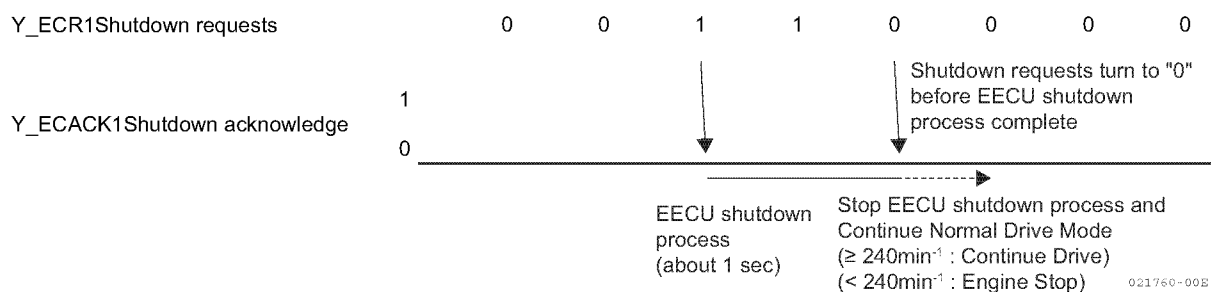 Y_ECR1Shutdown requests 0 0 1 1 0 0 0 0
Shutdown requests turn to "0"
before EECU shutdown
process complete
1
Y_ECACK1Shutdown acknowledge
0
EECU shutdown
process
(about 1 sec)
Stop EECU shutdown process and
Continue Normal Drive Mode
(≥ 240min⁻¹ : Continue Drive)
(< 240min⁻¹ : Engine Stop)
021760-00E